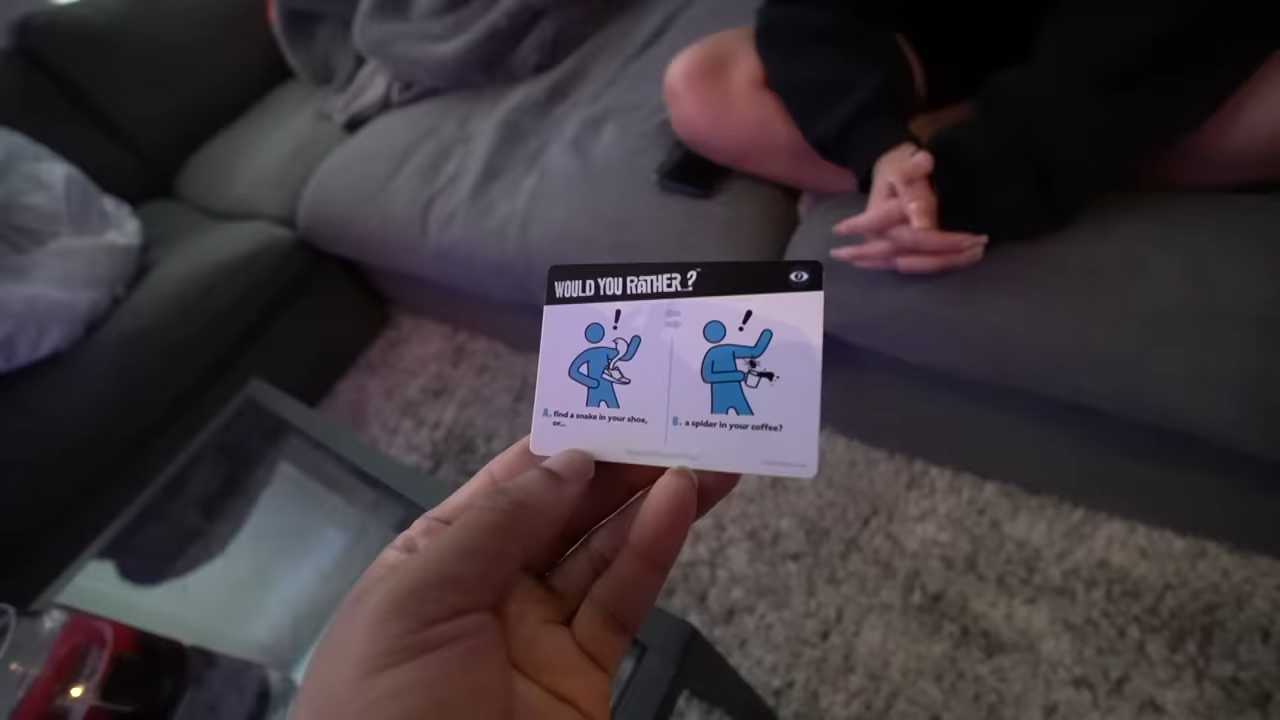 WOULD YOU RATHER..?
A. find a snake in your shoe,
or...
B. a spider in your coffee?